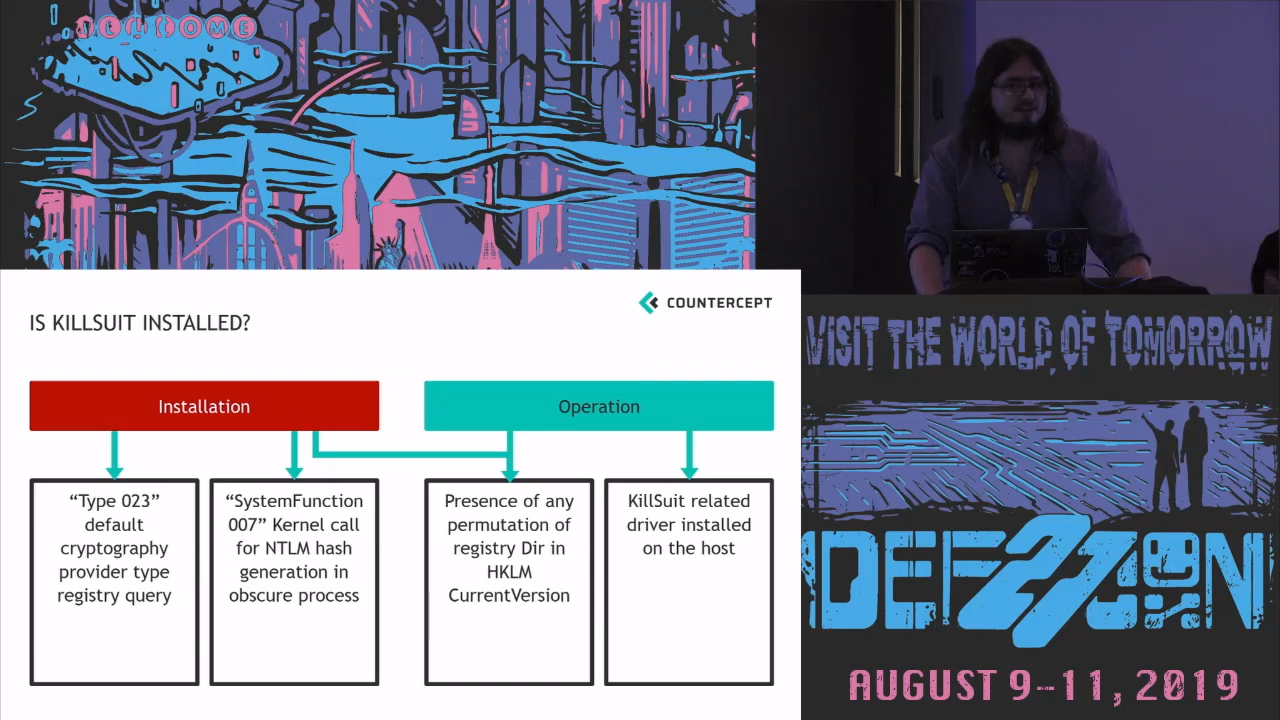 WELCOME
COUNTERCEPT
IS KILLSUIT INSTALLED?
Installation
Operation
“Type 023”
default
cryptography
provider type
registry query
“SystemFunction
007” Kernel call
for NTLM hash
generation in
obscure process
Presence of any
permutation of
registry Dir in
HKLM
CurrentVersion
KillSuit related
driver installed
on the host
VISIT THE WORLD OF TOMORROW
DEFCON
27
AUGUST 9-11, 2019